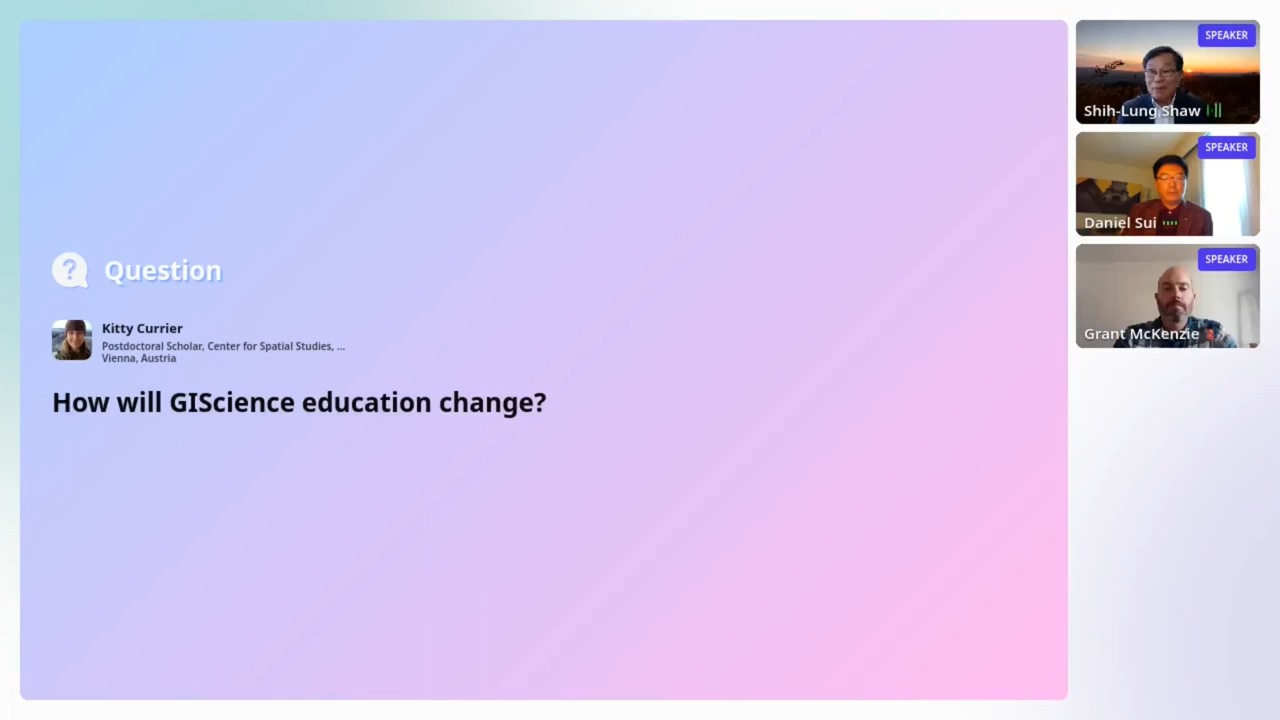 Question
Kitty Currier
Postdoctoral Scholar, Center for Spatial Studies, ...
Vienna, Austria
How will GIScience education change?
SPEAKER
Shih-Lung Shaw
SPEAKER
Daniel Sui
SPEAKER
Grant McKenzie